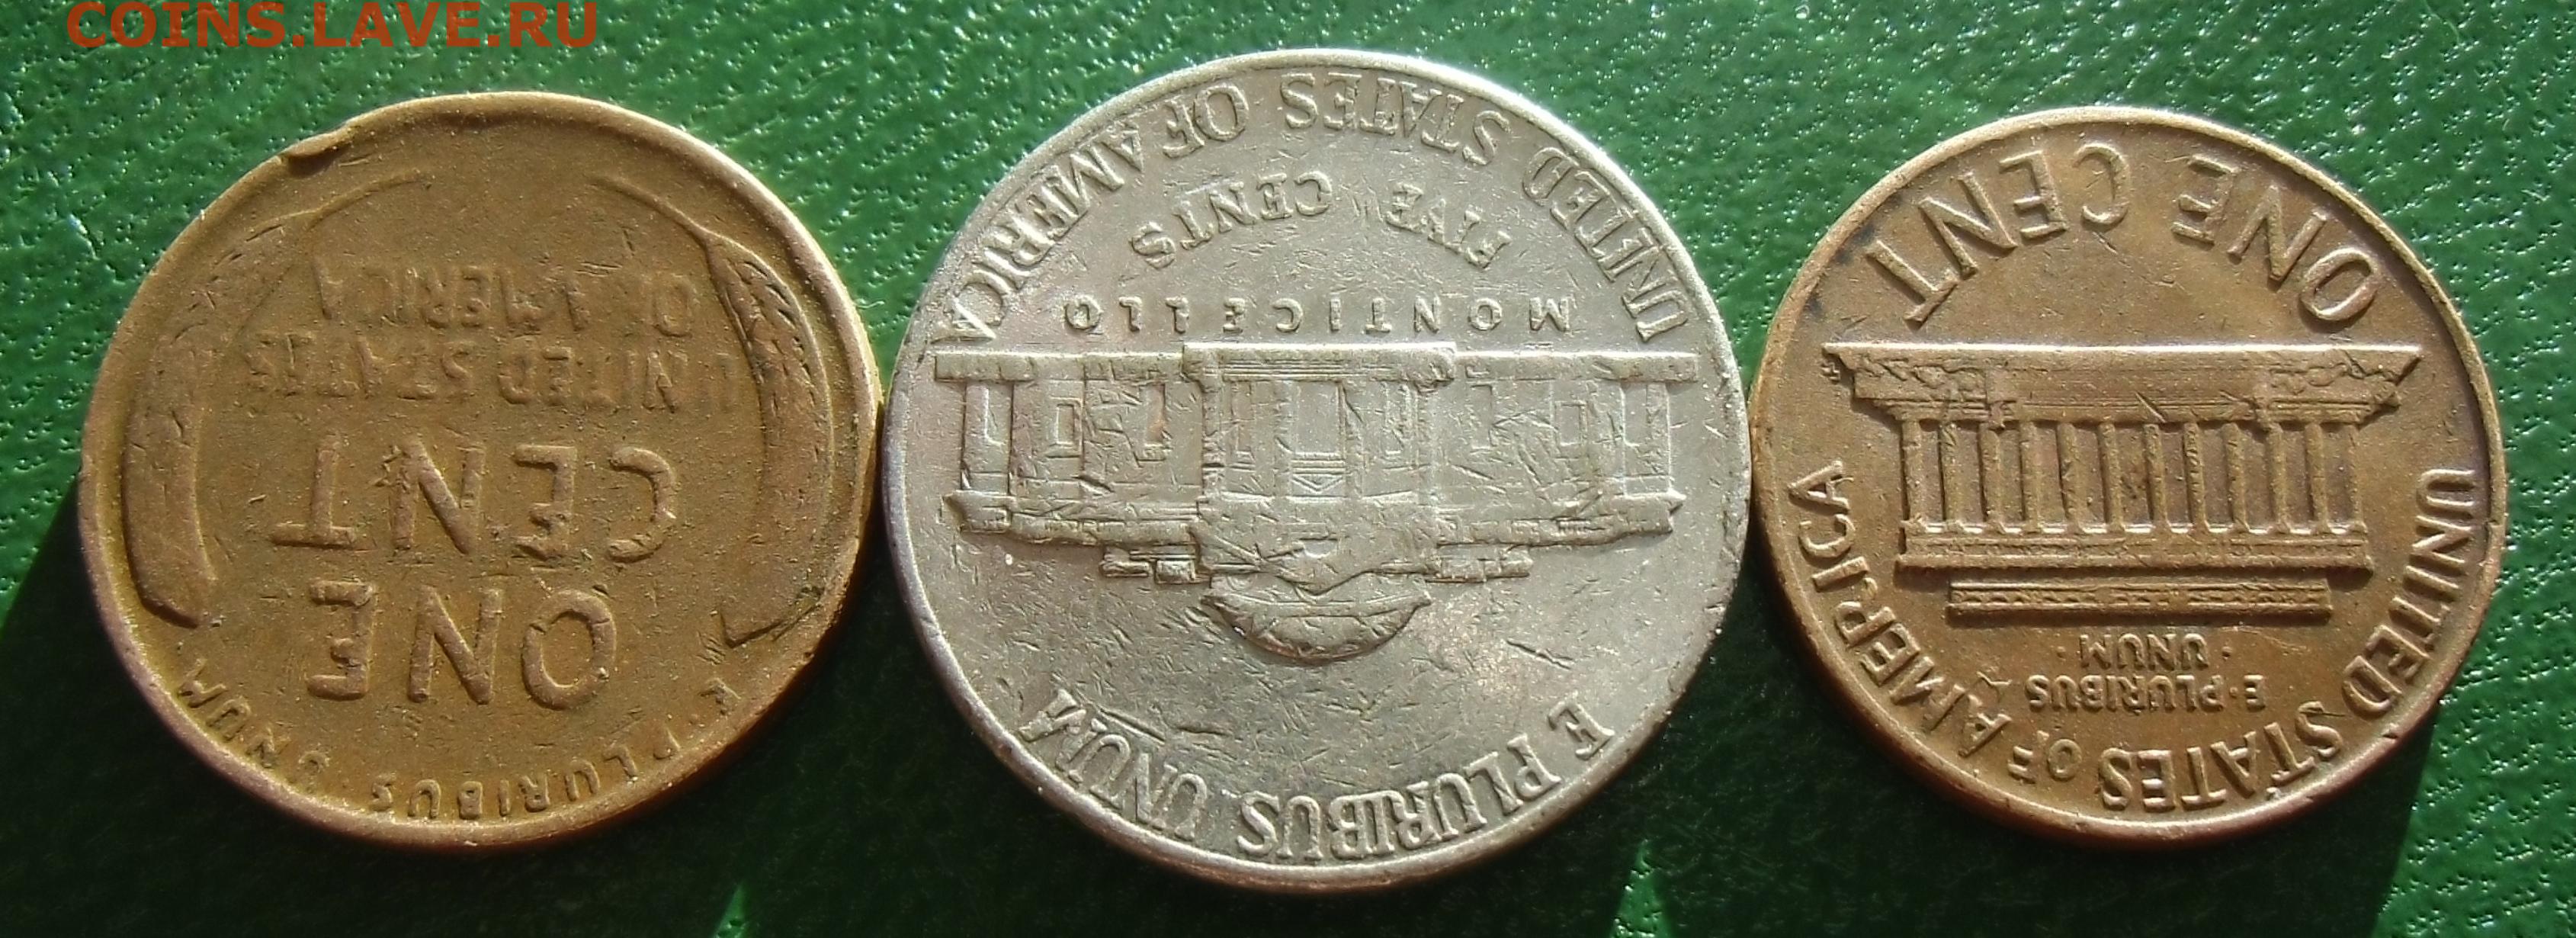 COINS.LAVE.RU
E·PLURIBUS·UNUM
ONE
CENT
UNITED STATES
OF AMERICA
E PLURIBUS UNUM
MONTICELLO
FIVE CENTS
UNITED STATES OF AMERICA
UNITED STATES OF AMERICA
E·PLURIBUS
·UNUM·
ONE CENT